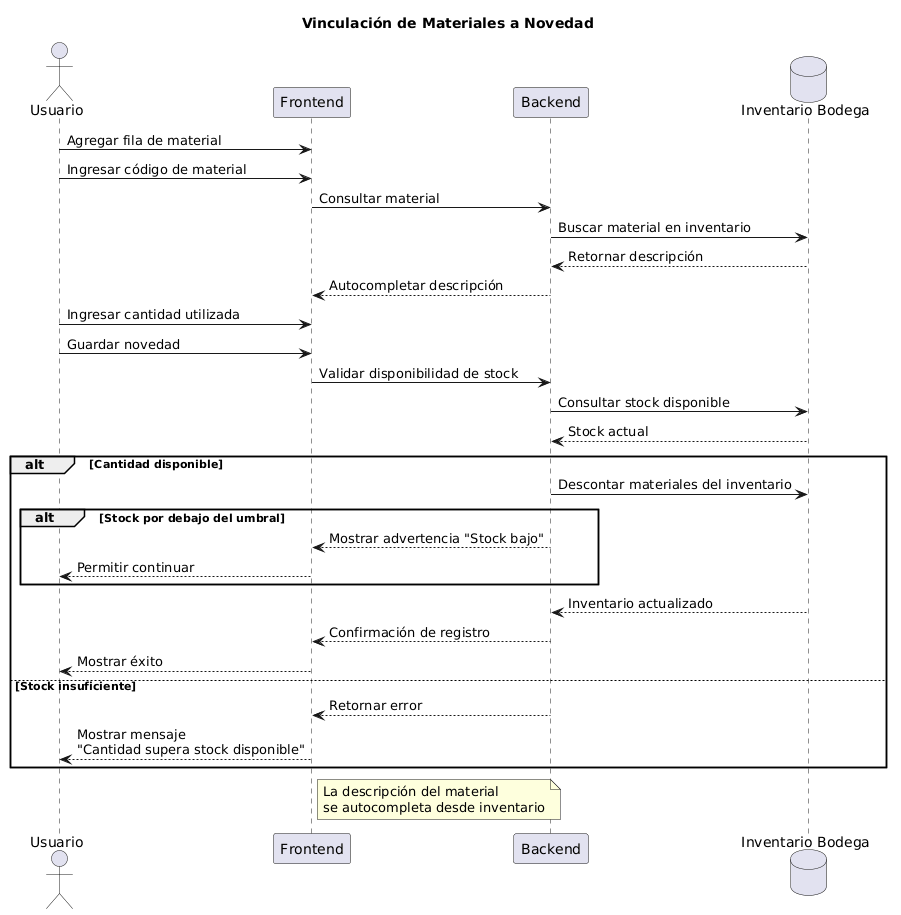 Vinculación de Materiales a Novedad
Usuario
Frontend
Backend
Inventario Bodega
Agregar fila de material
Ingresar código de material
Consultar material
Buscar material en inventario
Retornar descripción
Autocompletar descripción
Ingresar cantidad utilizada
Guardar novedad
Validar disponibilidad de stock
Consultar stock disponible
Stock actual
alt [Cantidad disponible]
Descontar materiales del inventario
alt [Stock por debajo del umbral]
Mostrar advertencia "Stock bajo"
Permitir continuar
Inventario actualizado
Confirmación de registro
Mostrar éxito
[Stock insuficiente]
Retornar error
Mostrar mensaje
"Cantidad supera stock disponible"
La descripción del material
se autocompleta desde inventario
Usuario
Frontend
Backend
Inventario Bodega